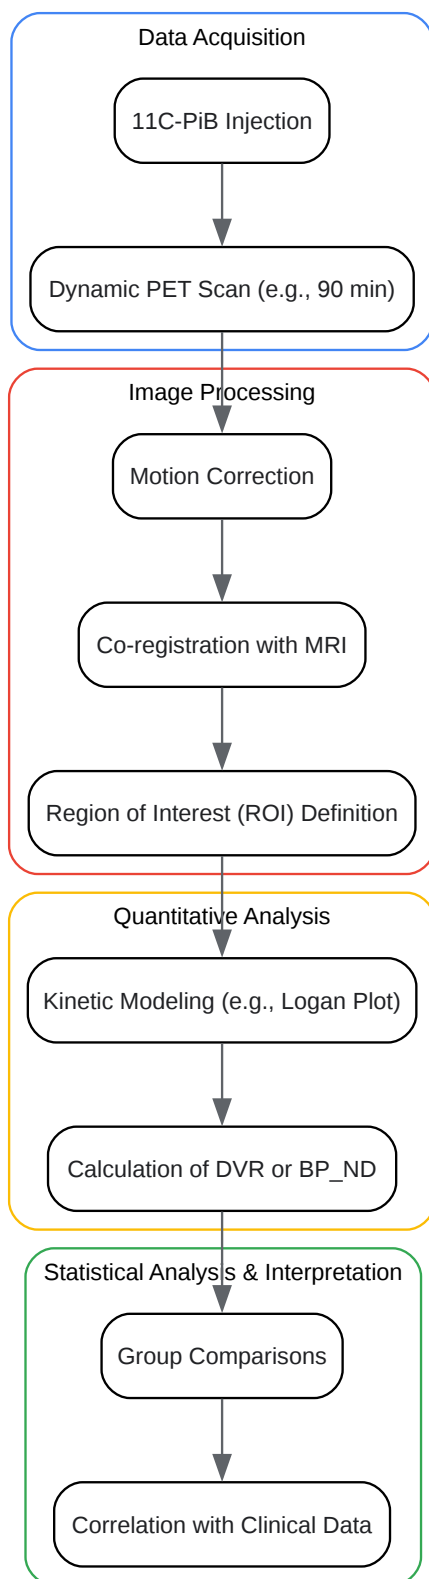 Data Acquisition
11C-PiB Injection
Dynamic PET Scan (e.g., 90 min)
Image Processing
Motion Correction
Co-registration with MRI
Region of Interest (ROI) Definition
Quantitative Analysis
Kinetic Modeling (e.g., Logan Plot)
Calculation of DVR or BP_ND
Statistical Analysis & Interpretation
Group Comparisons
Correlation with Clinical Data